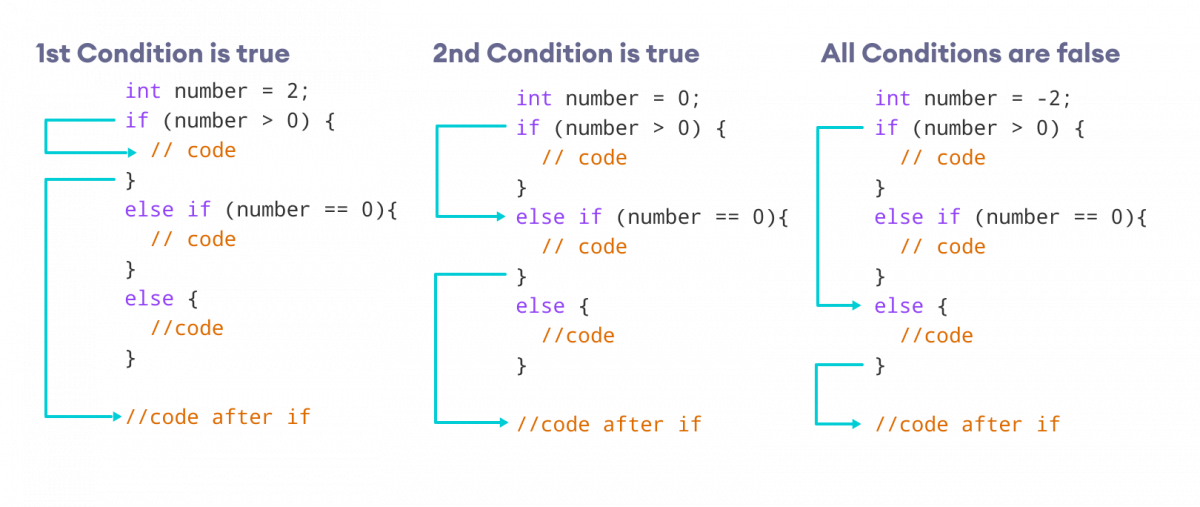 1st Condition is true
int number = 2;
if (number > 0) {
// code
}
else if (number == 0){
// code
}
else {
//code
}
//code after if
2nd Condition is true
int number = 0;
if (number > 0) {
// code
}
else if (number == 0){
// code
}
else {
//code
}
//code after if
All Conditions are false
int number = -2;
if (number > 0) {
// code
}
else if (number == 0){
// code
}
else {
//code
}
//code after if